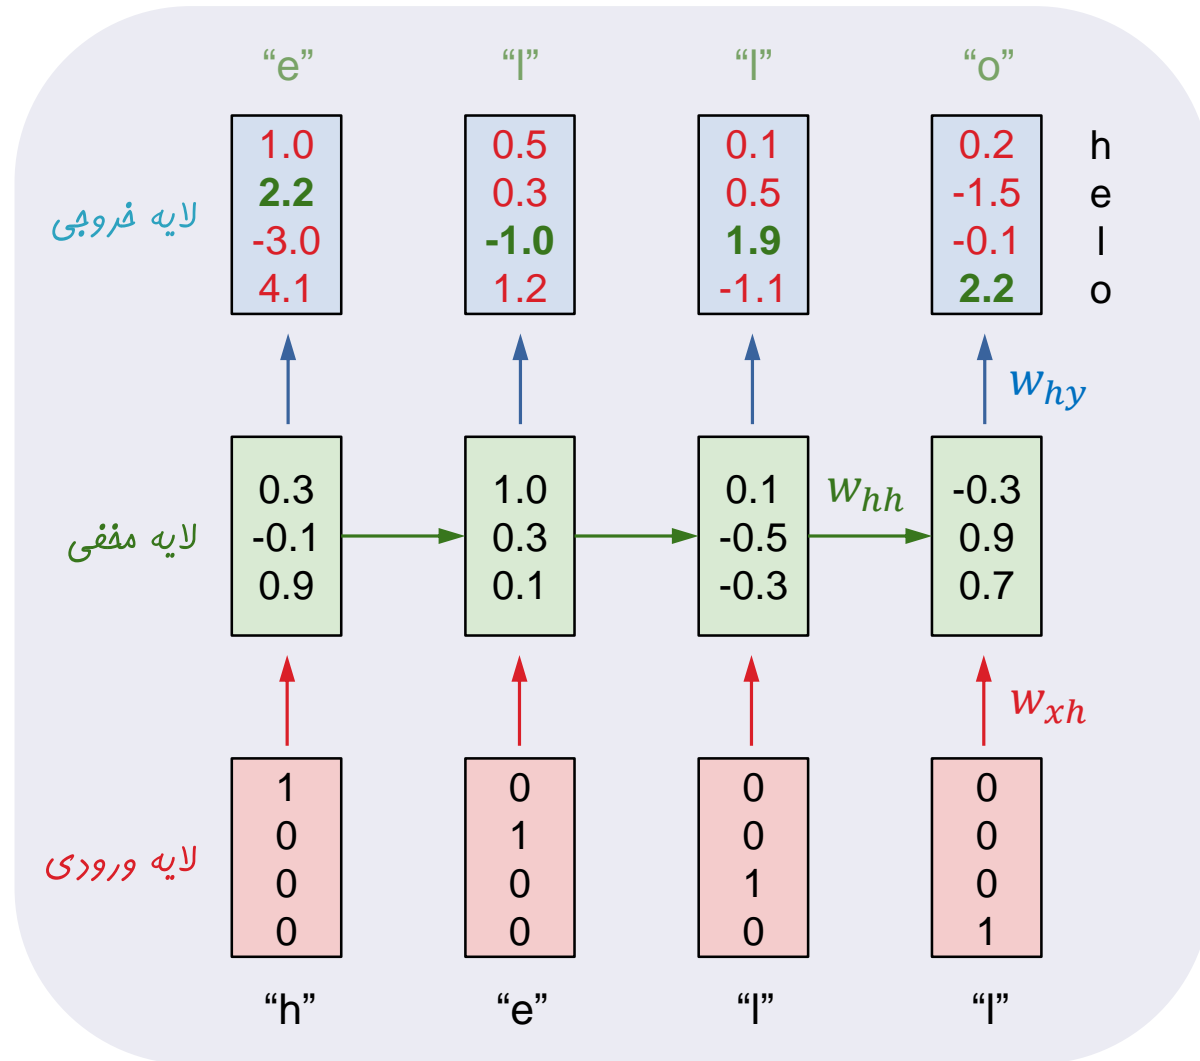 “e” “l” “l” “o”
1.0 0.5 0.1 0.2 h
2.2 0.3 0.5 -1.5 e
-3.0 -1.0 1.9 -0.1 l
4.1 1.2 -1.1 2.2 o
لایه خروجی
w_hy
0.3 1.0 0.1 -0.3
-0.1 0.3 -0.5 0.9
0.9 0.1 -0.3 0.7
w_hh
لایه مخفی
w_xh
1 0 0 0
0 1 0 0
0 0 1 0
0 0 0 1
لایه ورودی
“h” “e” “l” “l”